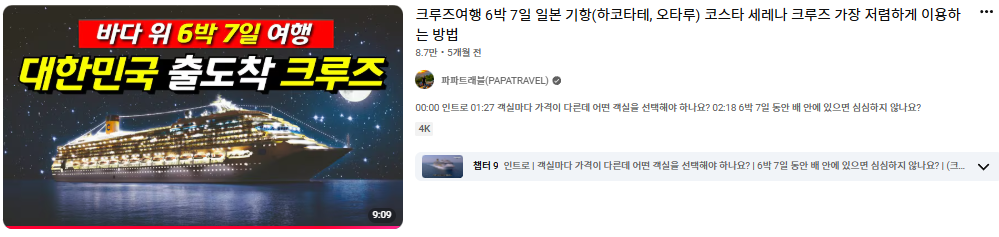 바다 위 6박 7일 여행
대한민국 출도착 크루즈
9:09
크루즈여행 6박 7일 일본 기항(하코타테, 오타루) 코스타 세레나 크루즈 가장 저렴하게 이용하
는 방법
8.7만 • 5개월 전
파파트래블(PAPATRAVEL)
00:00 인트로 01:27 객실마다 가격이 다른데 어떤 객실을 선택해야 하나요? 02:18 6박 7일 동안 배 안에 있으면 심심하지 않나요?
4K
챕터 9 인트로 | 객실마다 가격이 다른데 어떤 객실을 선택해야 하나요? | 6박 7일 동안 배 안에 있으면 심심하지 않나요? | (크...